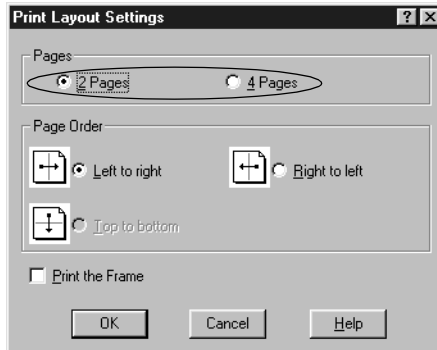 Print Layout Settings
Pages
2 Pages 4 Pages
Page Order
Left to right Right to left
Top to bottom
Print the Frame
OK Cancel Help